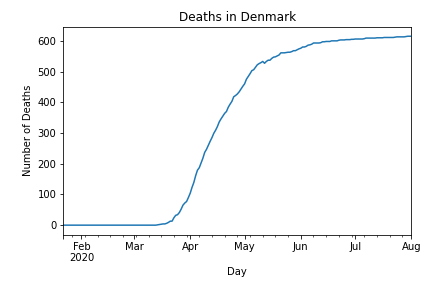 Deaths in Denmark
Number of Deaths
600
500
400
300
200
100
0
Feb
2020
Mar
Apr
May
Jun
Jul
Aug
Day